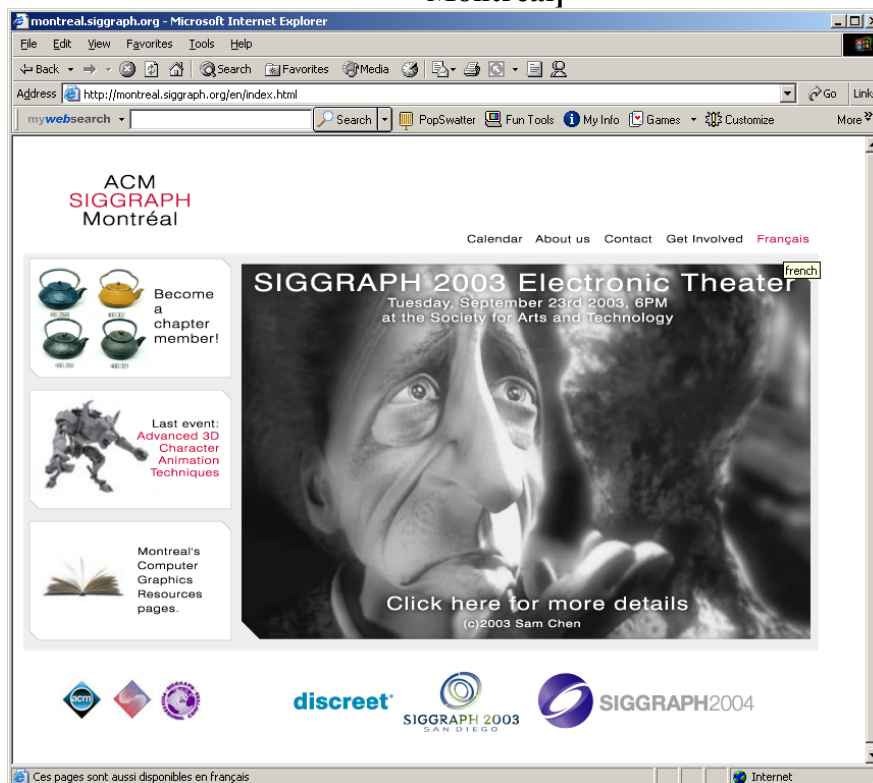 Montréal]
montreal.siggraph.org - Microsoft Internet Explorer
File Edit View Favorites Tools Help
Back Search Favorites Media
Address http://montreal.siggraph.org/en/index.html Go Link
mywebsearch Search PopSwatter Fun Tools My Info Games Customize More
ACM
SIGGRAPH
Montréal
Calendar About us Contact Get Involved Français
french
Become
a
chapter
member!
Last event:
Advanced 3D
Character
Animation
Techniques
Montreal's
Computer
Graphics
Resources
pages.
SIGGRAPH 2003 Electronic Theater
Tuesday, September 23rd 2003, 6PM
at the Society for Arts and Technology
Click here for more details
(c)2003 Sam Chen
acm
discreet
SIGGRAPH 2003
SAN DIEGO
SIGGRAPH2004
Ces pages sont aussi disponibles en français
Internet